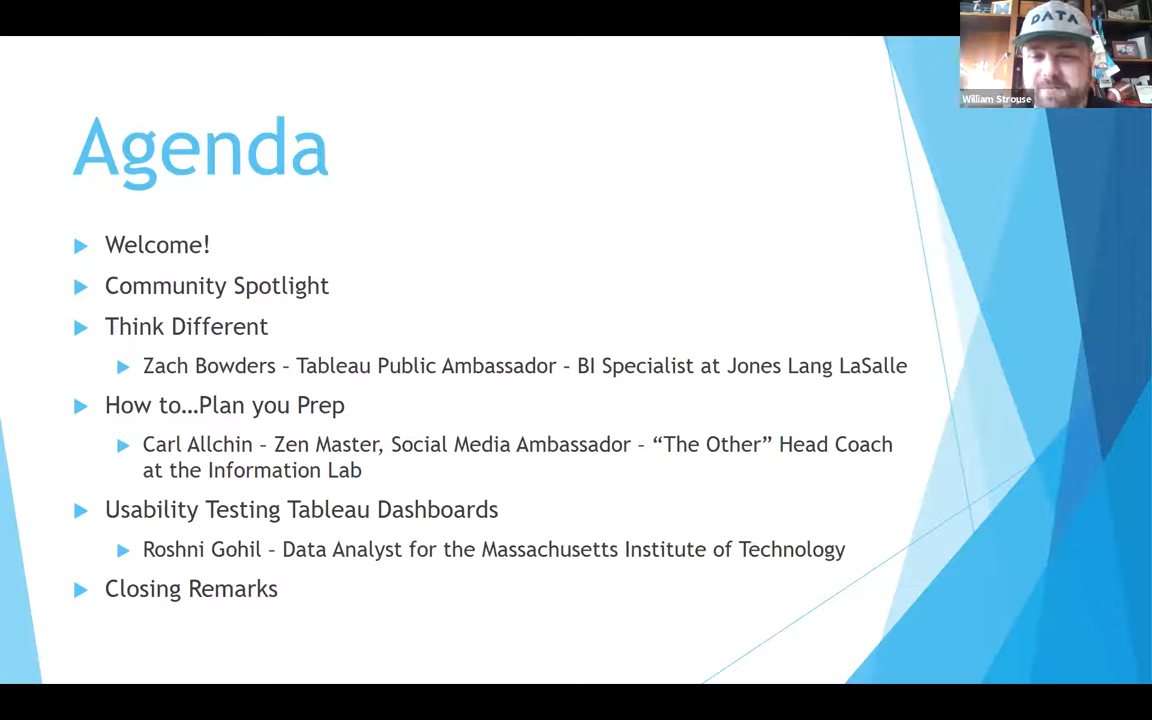 DATA
William Strouse
Agenda
Welcome!
Community Spotlight
Think Different
Zach Bowders – Tableau Public Ambassador – BI Specialist at Jones Lang LaSalle
How to…Plan you Prep
Carl Allchin – Zen Master, Social Media Ambassador – “The Other” Head Coach
at the Information Lab
Usability Testing Tableau Dashboards
Roshni Gohil – Data Analyst for the Massachusetts Institute of Technology
Closing Remarks